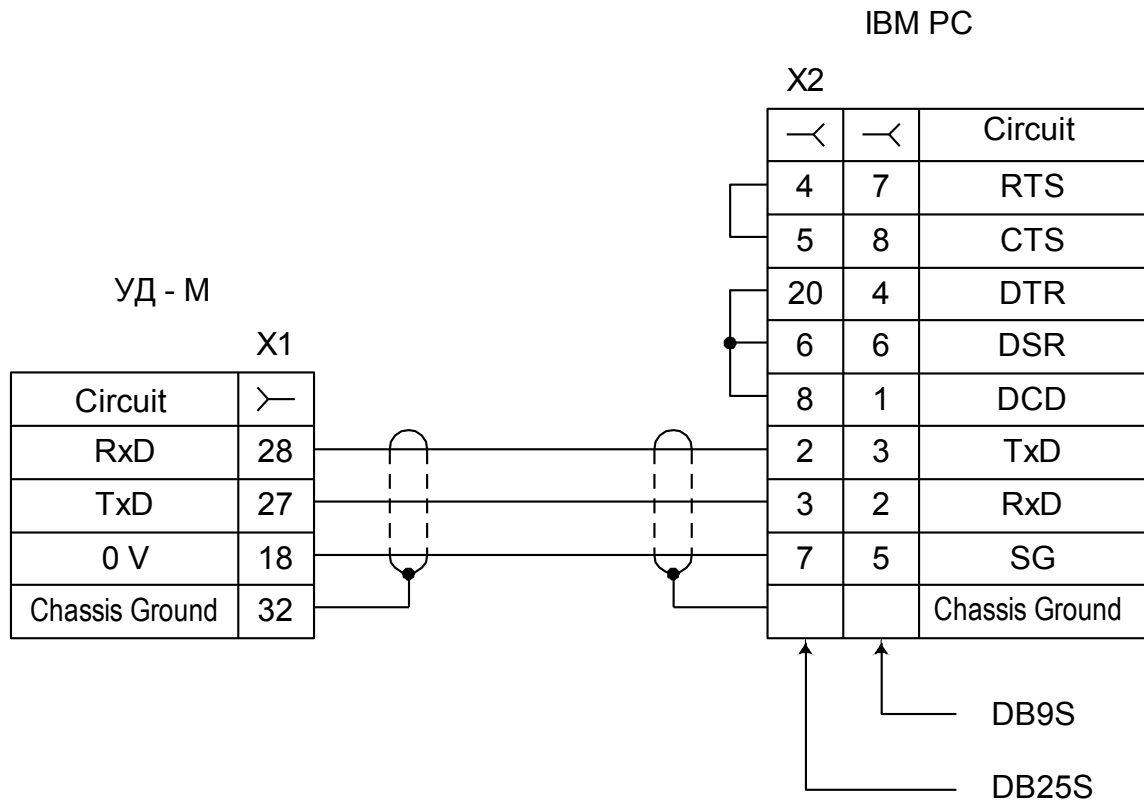 IBM PC
X2
Circuit
4 7 RTS
5 8 CTS
20 4 DTR
6 6 DSR
8 1 DCD
2 3 TxD
3 2 RxD
7 5 SG
Chassis Ground
УД - М
X1
Circuit
RxD 28
TxD 27
0 V 18
Chassis Ground 32
DB9S
DB25S